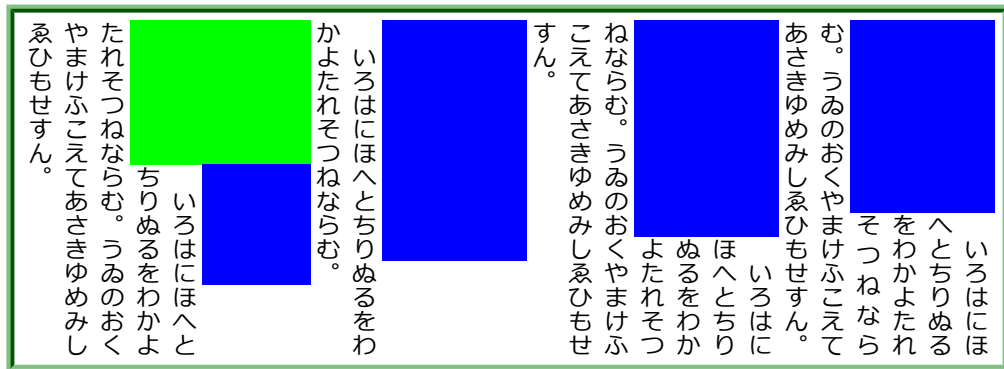 いろはにほ
へとちりぬる
をわかよたれ
そつねなら
む。うゐのおくやまけふこえて
あさきゆめみしゑひもせすん。
いろはに
ほへとちり
ぬるをわか
よたれそつ
ねならむ。うゐのおくやまけふ
こえてあさきゆめみしゑひもせ
すん。
いろはにほへとちりぬるをわ
かよたれそつねならむ。
いろはにほへと
ちりぬるをわかよ
たれそつねならむ。うゐのおく
やまけふこえてあさきゆめみし
ゑひもせすん。